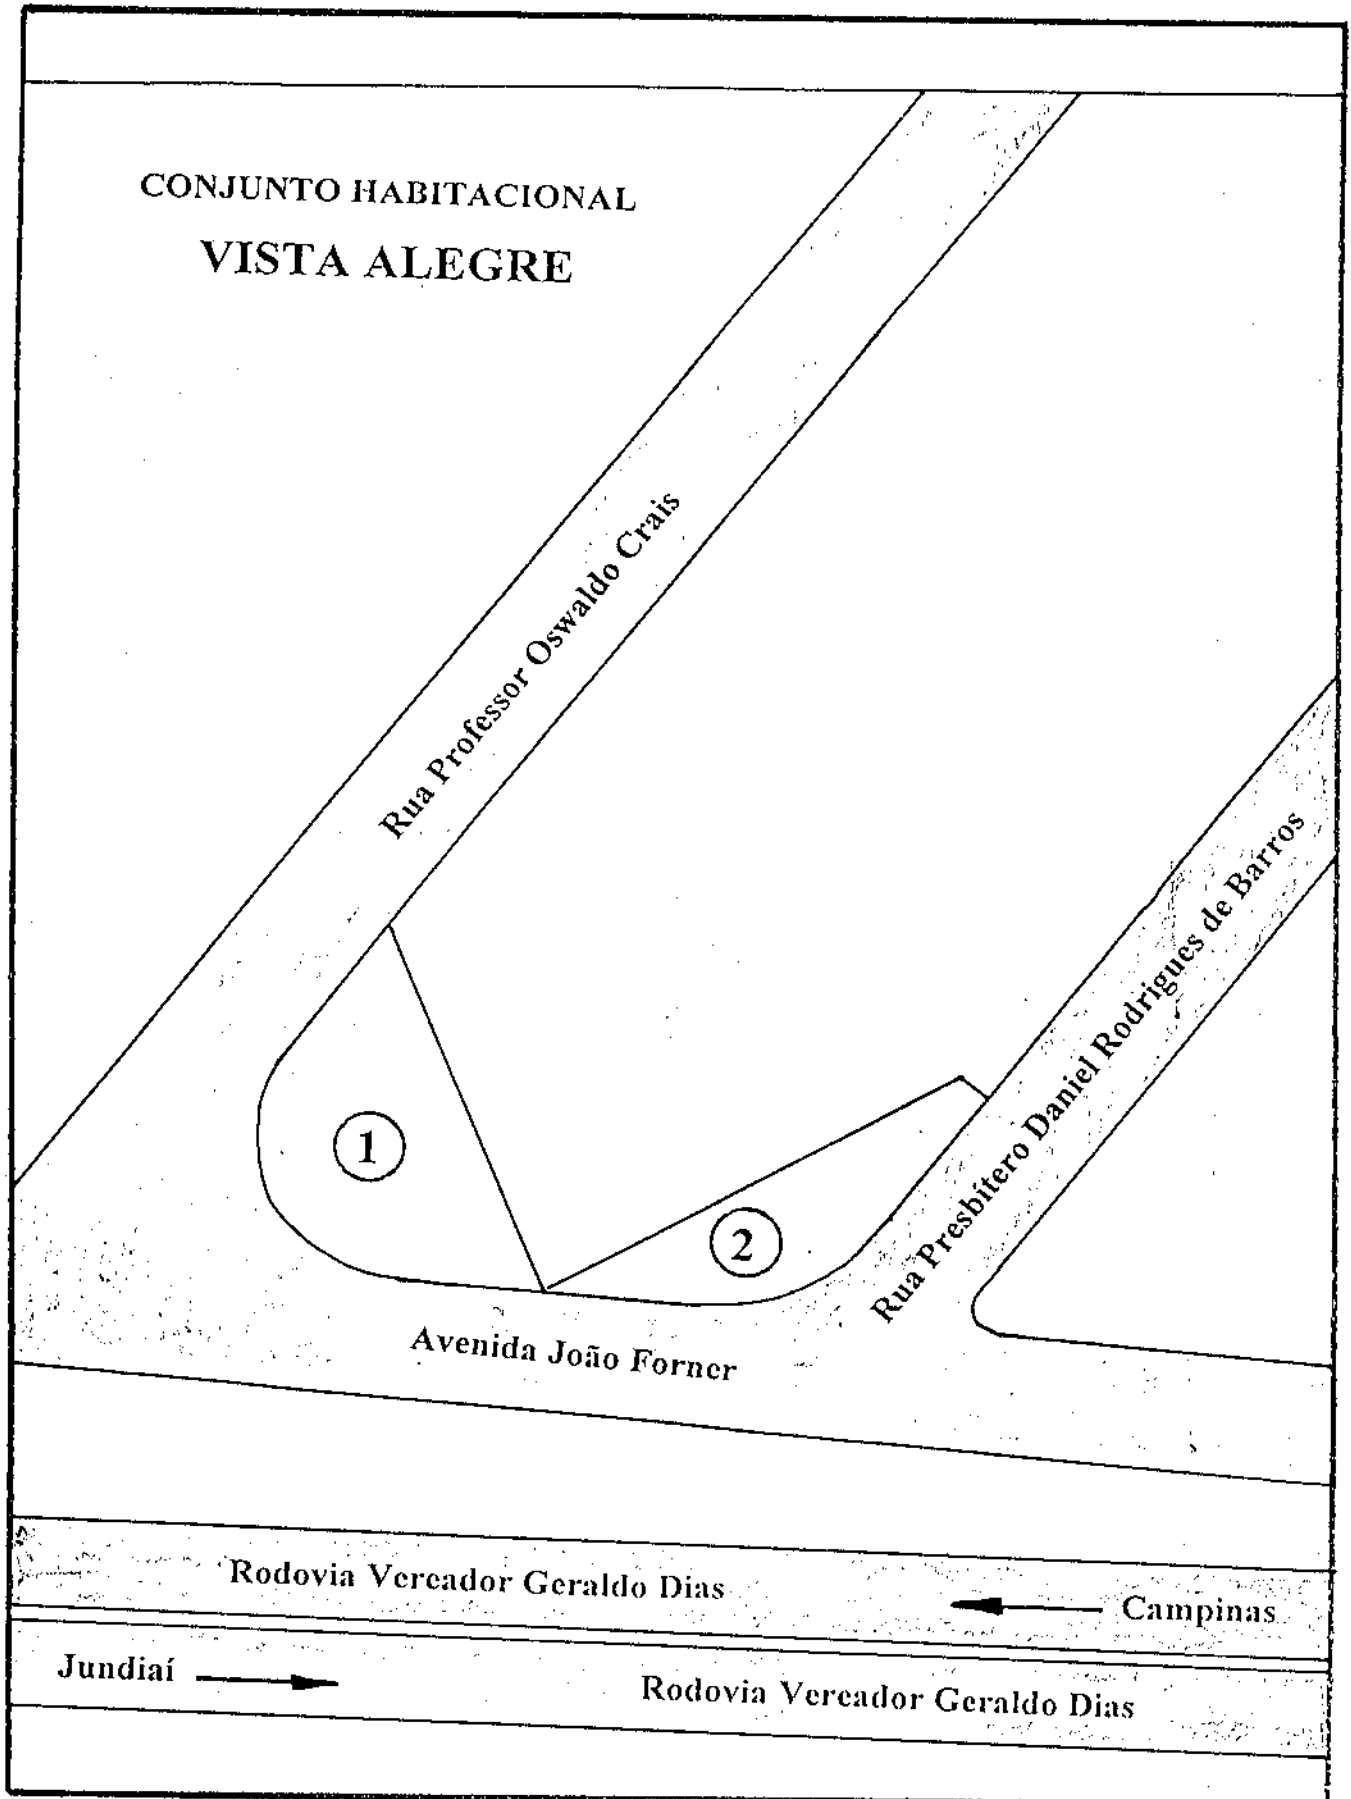 CONJUNTO HABITACIONAL
VISTA ALEGRE
Rua Professor Oswaldo Crais
Rua Presbítero Daniel Rodrigues de Barros
1
2
Avenida João Forner
Rodovia Vereador Geraldo Dias
Campinas
Jundiaí
Rodovia Vereador Geraldo Dias